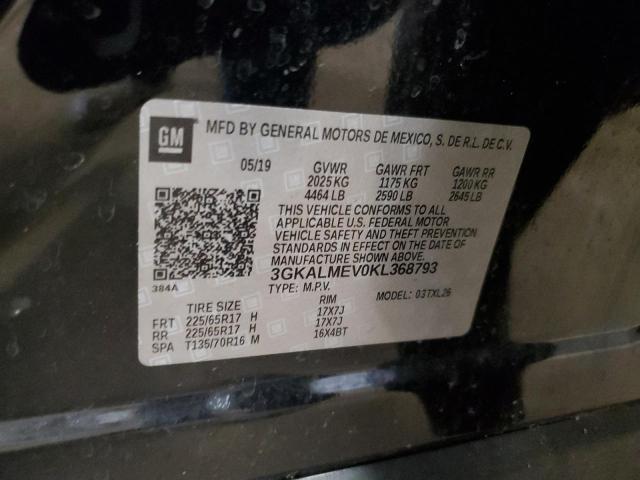 GM
MFD BY GENERAL MOTORS DE MEXICO, S. DE R.L. DE C.V.
05/19 GVWR GAWR FRT GAWR RR
2025 KG 1175 KG 1200 KG
4464 LB 2590 LB 2645 LB
THIS VEHICLE CONFORMS TO ALL
APPLICABLE U.S. FEDERAL MOTOR
VEHICLE SAFETY AND THEFT PREVENTION
STANDARDS IN EFFECT ON THE DATE OF
MANUFACTURE SHOWN ABOVE.
3GKALMEV0KL368793
384A
TYPE: M.P.V. MODEL: 03TXL26
TIRE SIZE RIM
FRT 225/65R17 H 17X7J
RR 225/65R17 H 17X7J
SPA T135/70R16 M 16X4BT